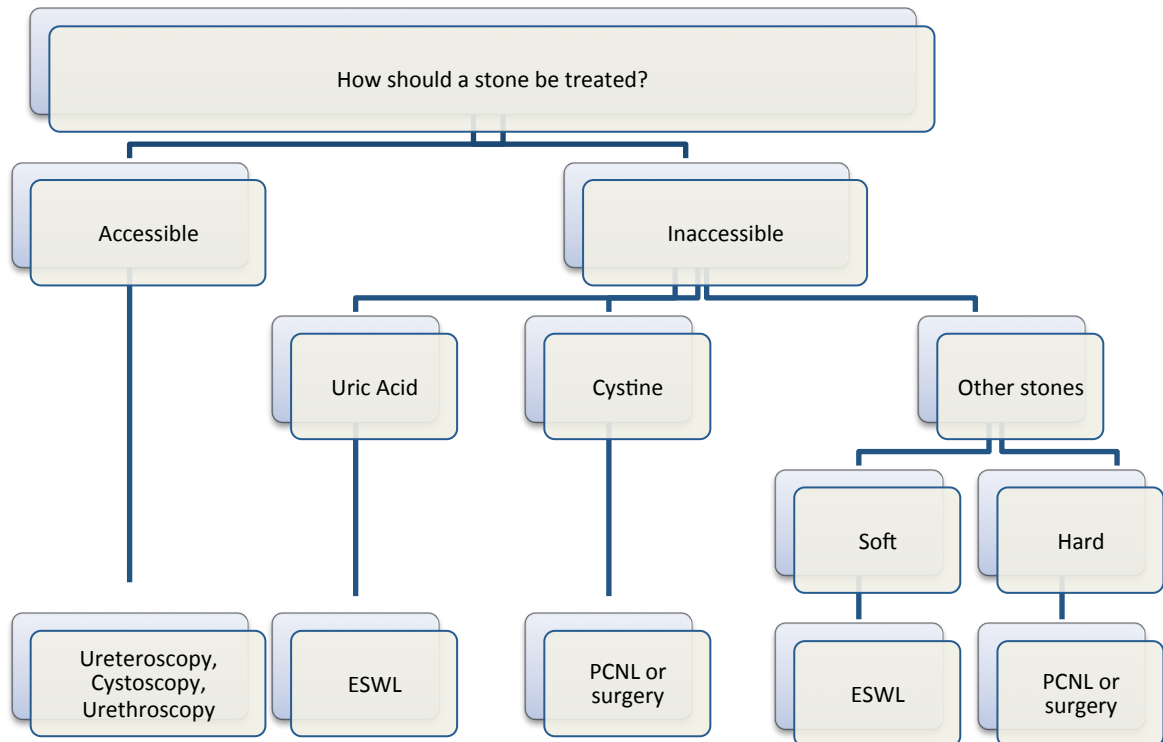 How should a stone be treated?
Accessible
Inaccessible
Uric Acid
Cystine
Other stones
Soft
Hard
Ureteroscopy,
Cystoscopy,
Urethroscopy
ESWL
PCNL or
surgery
ESWL
PCNL or
surgery